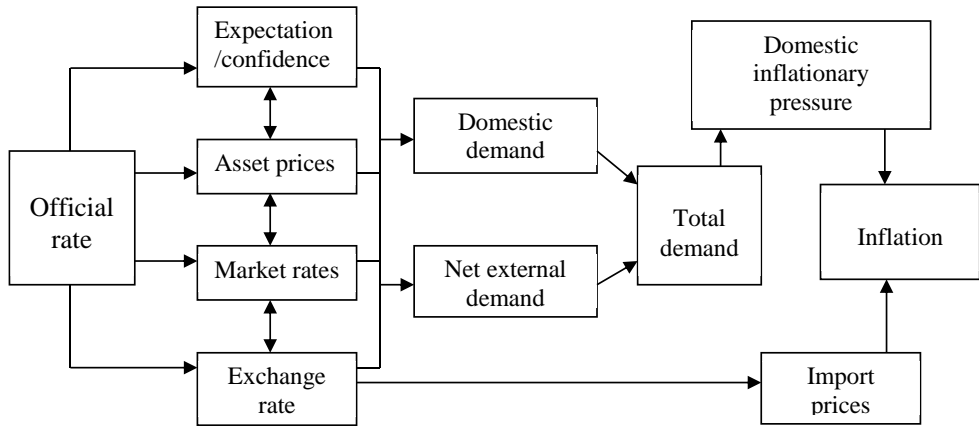 Expectation
/confidence
Asset prices
Market rates
Exchange
rate
Official
rate
Domestic
demand
Net external
demand
Total
demand
Domestic
inflationary
pressure
Inflation
Import
prices